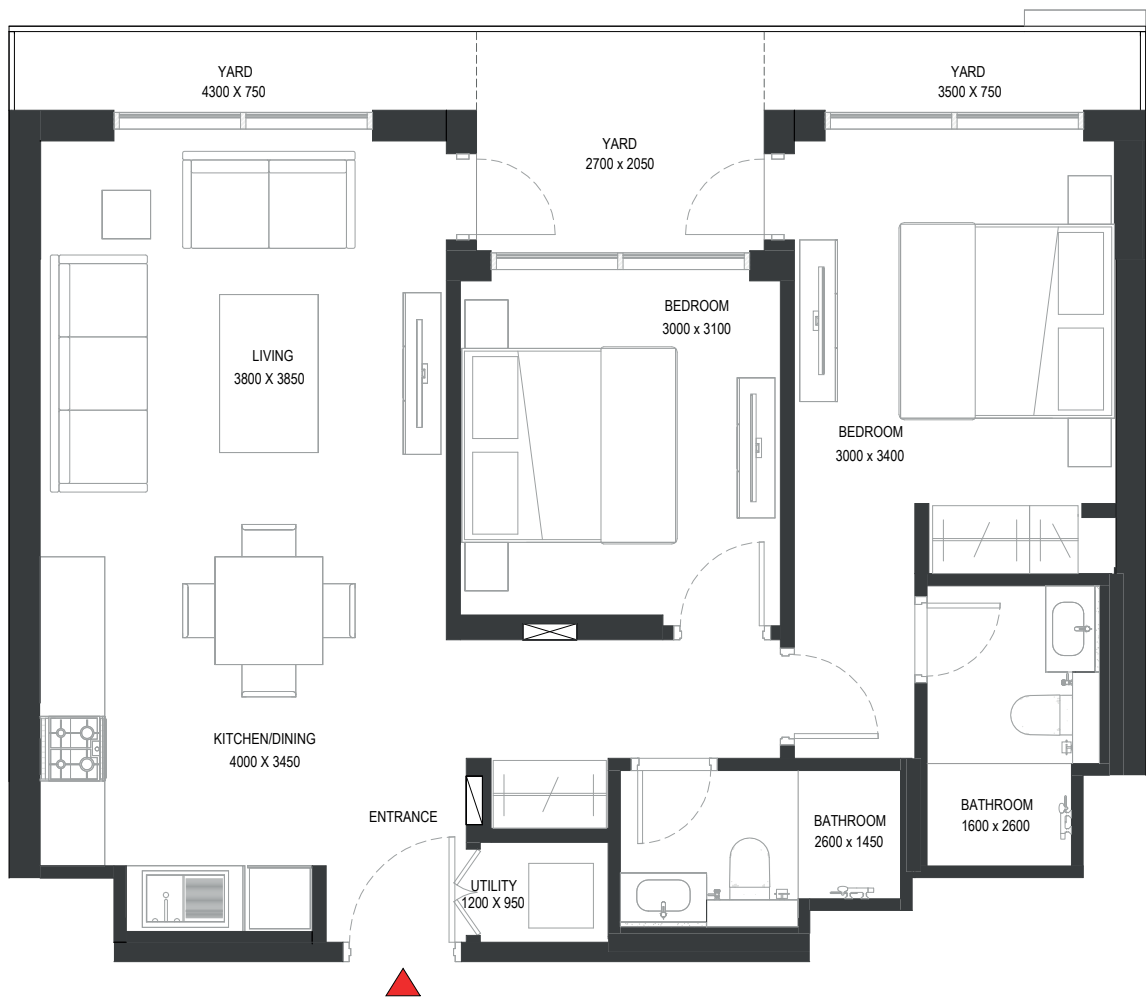 YARD
4300 X 750
YARD
3500 X 750
YARD
2700 x 2050
BEDROOM
3000 x 3100
LIVING
3800 X 3850
BEDROOM
3000 x 3400
KITCHEN/DINING
4000 X 3450
ENTRANCE
BATHROOM
2600 x 1450
BATHROOM
1600 x 2600
UTILITY
1200 X 950